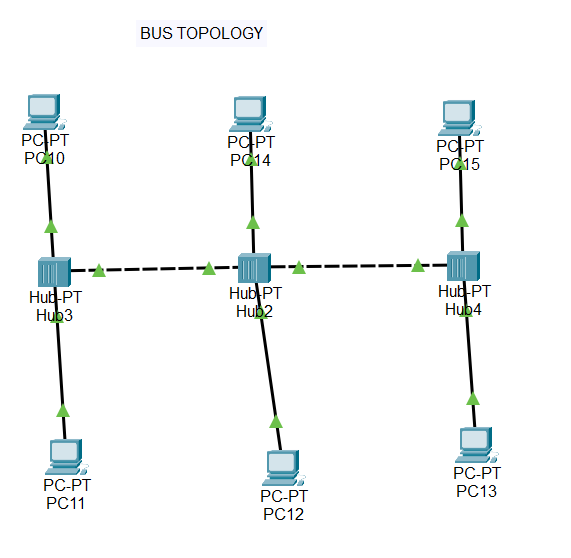 BUS TOPOLOGY
PC-PT
PC10
PC-PT
PC14
PC-PT
PC15
Hub-PT
Hub3
Hub-PT
Hub2
Hub-PT
Hub4
PC-PT
PC11
PC-PT
PC12
PC-PT
PC13